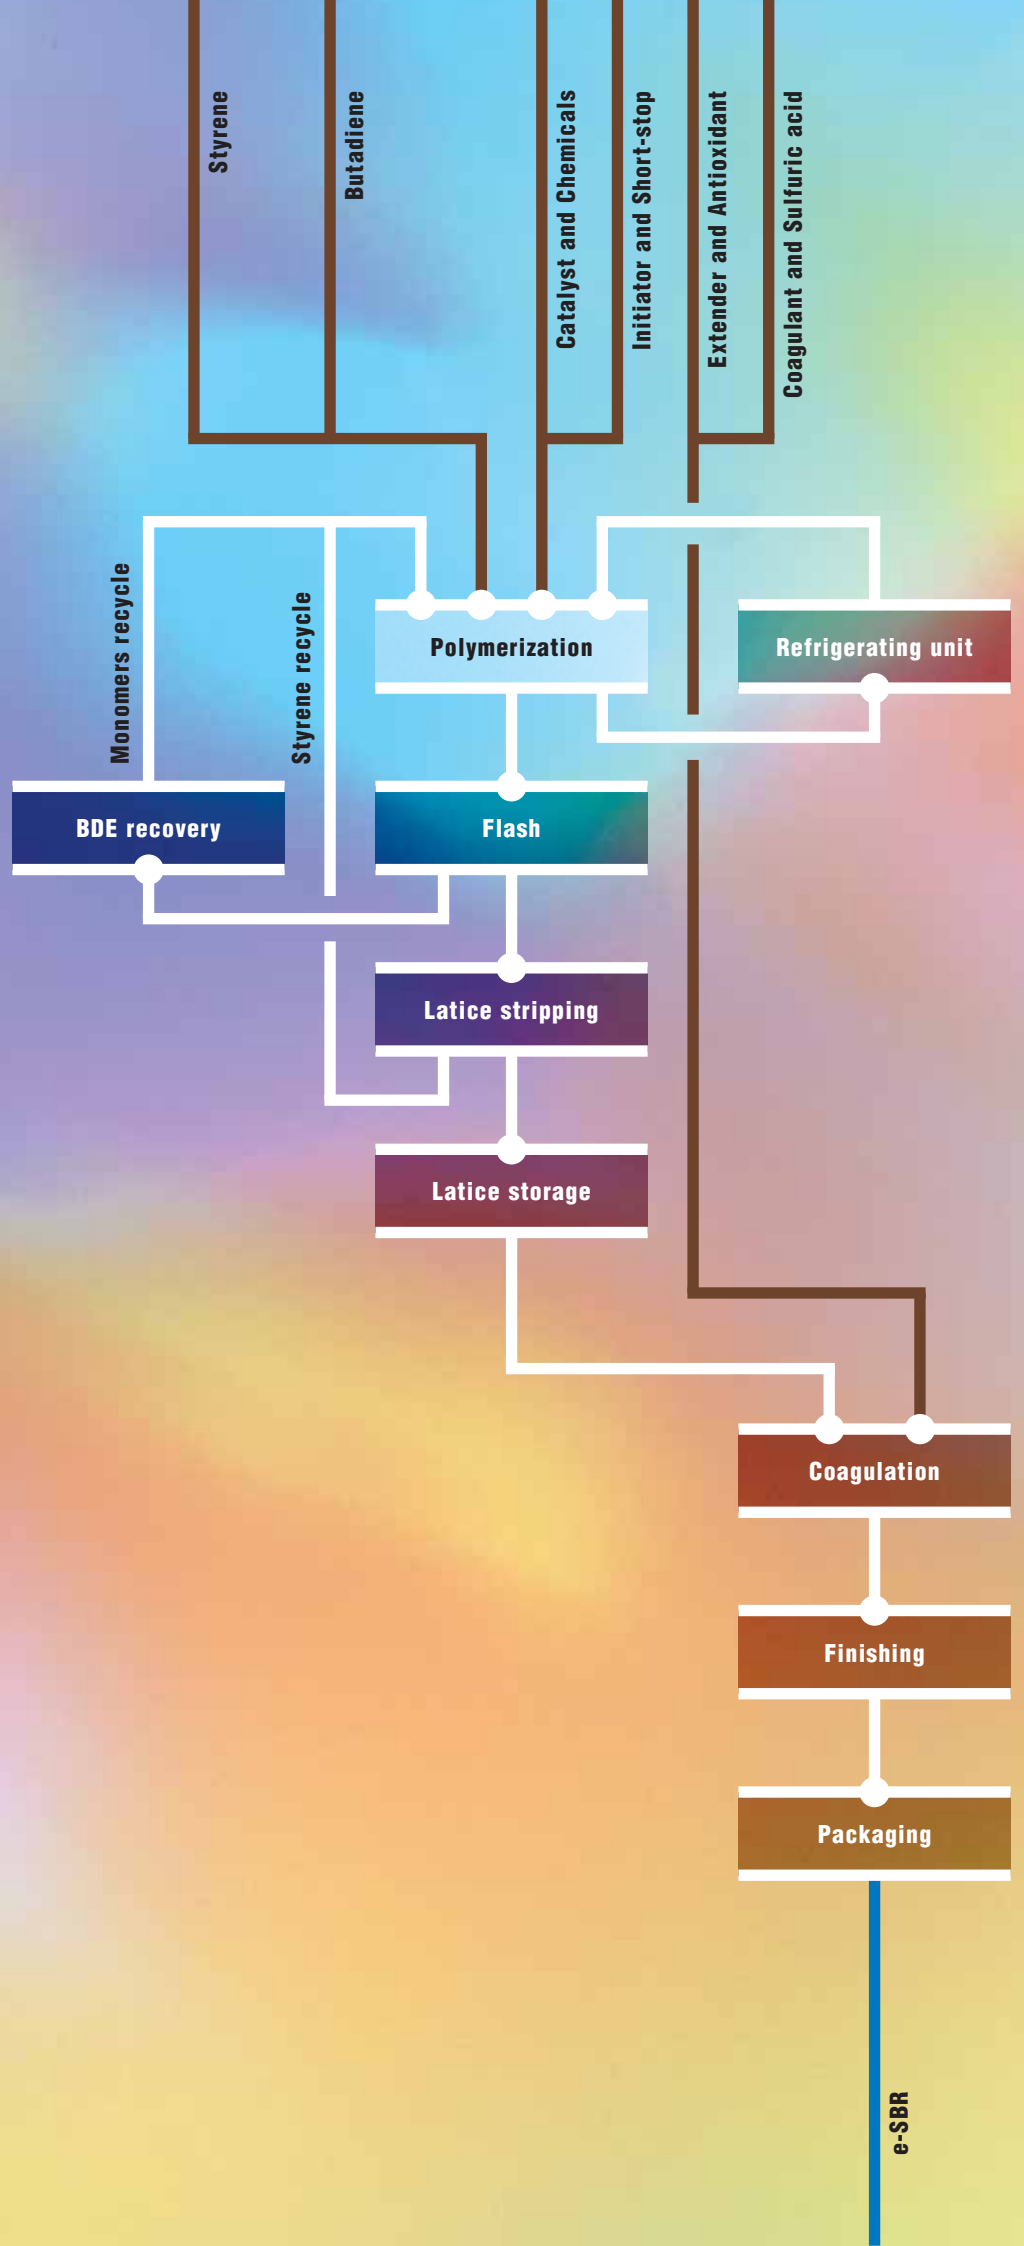 Styrene
Butadiene
Catalyst and Chemicals
Initiator and Short-stop
Extender and Antioxidant
Coagulant and Sulfuric acid
Monomers recycle
Styrene recycle
Polymerization
Refrigerating unit
BDE recovery
Flash
Latice stripping
Latice storage
Coagulation
Finishing
Packaging
e-SBR